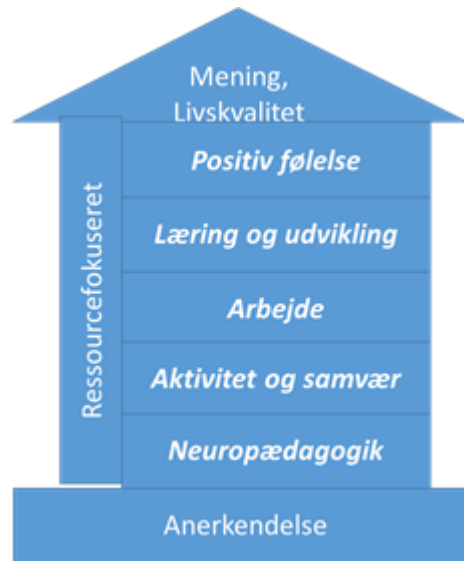 Mening,
Livskvalitet
Ressourcefokuseret
Positiv følelse
Læring og udvikling
Arbejde
Aktivitet og samvær
Neuropædagogik
Anerkendelse